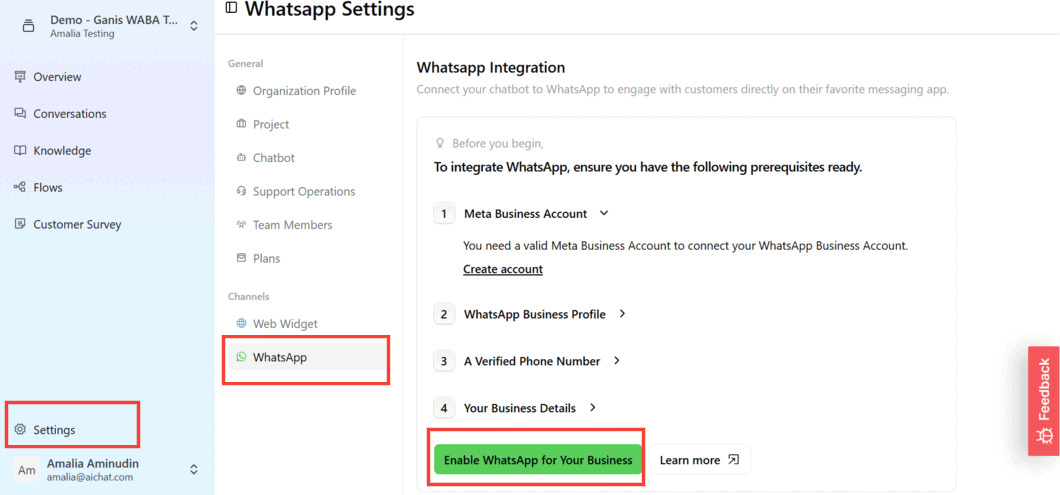 Demo - Ganis WABA T...
Amalia Testing
Overview
Conversations
Knowledge
Flows
Customer Survey
Settings
Am
Amalia Aminudin
amalia@aichat.com
Whatsapp Settings
General
Organization Profile
Project
Chatbot
Support Operations
Team Members
Plans
Channels
Web Widget
WhatsApp
Whatsapp Integration
Connect your chatbot to WhatsApp to engage with customers directly on their favorite messaging app.
Before you begin,
To integrate WhatsApp, ensure you have the following prerequisites ready.
1 Meta Business Account
You need a valid Meta Business Account to connect your WhatsApp Business Account.
Create account
2 WhatsApp Business Profile
3 A Verified Phone Number
4 Your Business Details
Enable WhatsApp for Your Business
Learn more
Feedback